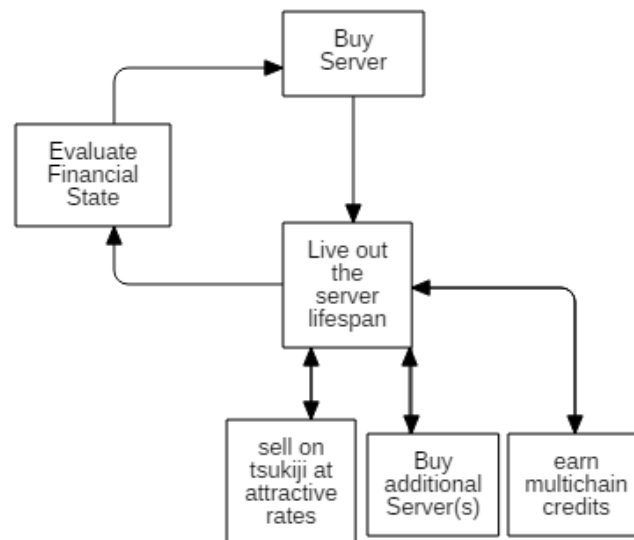 Buy
Server
Evaluate
Financial
State
Live out
the
server
lifespan
sell on
tsukiji at
attractive
rates
Buy
additional
Server(s)
earn
multichain
credits